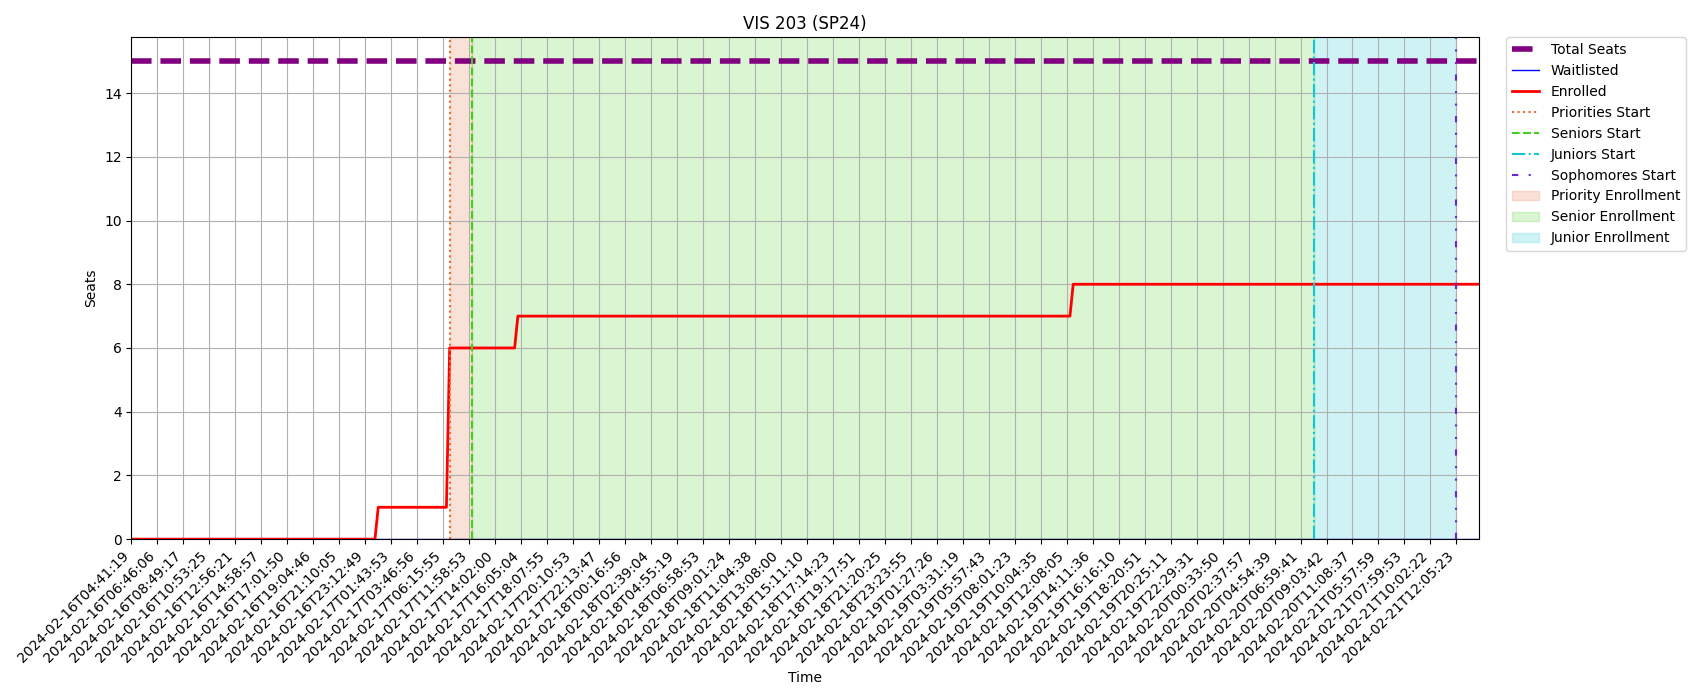 VIS 203 (SP24)
Seats
14
12
10
8
6
4
2
0
2024-02-16T04:41:19
2024-02-16T06:46:06
2024-02-16T08:49:17
2024-02-16T10:53:25
2024-02-16T12:56:21
2024-02-16T14:58:57
2024-02-16T17:01:50
2024-02-16T19:04:46
2024-02-16T21:10:05
2024-02-16T23:12:49
2024-02-17T01:43:53
2024-02-17T03:46:56
2024-02-17T06:15:55
2024-02-17T11:58:53
2024-02-17T14:02:00
2024-02-17T16:05:04
2024-02-17T18:07:55
2024-02-17T20:10:53
2024-02-17T22:13:47
2024-02-18T00:16:56
2024-02-18T02:39:04
2024-02-18T04:55:19
2024-02-18T06:58:53
2024-02-18T09:01:24
2024-02-18T11:04:38
2024-02-18T13:08:00
2024-02-18T15:11:10
2024-02-18T17:14:23
2024-02-18T19:17:51
2024-02-18T21:20:25
2024-02-18T23:23:55
2024-02-19T01:27:26
2024-02-19T03:31:19
2024-02-19T05:57:43
2024-02-19T08:01:23
2024-02-19T10:04:35
2024-02-19T12:08:05
2024-02-19T14:11:36
2024-02-19T16:16:10
2024-02-19T18:20:51
2024-02-19T20:25:11
2024-02-19T22:29:31
2024-02-20T00:33:50
2024-02-20T02:37:57
2024-02-20T04:54:39
2024-02-20T06:59:41
2024-02-20T09:03:42
2024-02-20T11:08:37
2024-02-21T05:57:59
2024-02-21T07:59:53
2024-02-21T10:02:22
2024-02-21T12:05:23
Time
Total Seats
Waitlisted
Enrolled
Priorities Start
Seniors Start
Juniors Start
Sophomores Start
Priority Enrollment
Senior Enrollment
Junior Enrollment